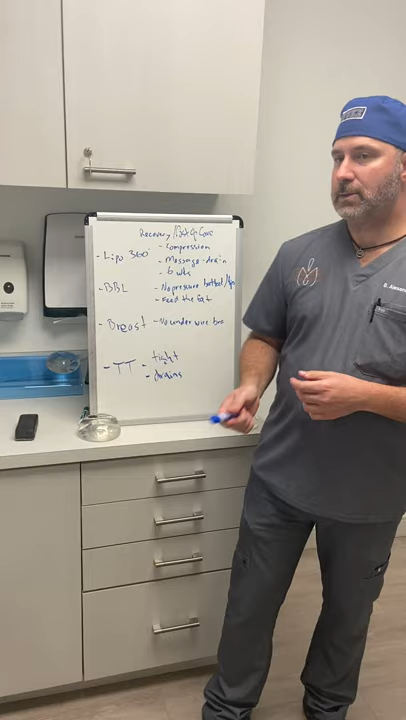 Recovery/Post Op Care
- Lipo 360° - Compression
- Massage - drain
- 6 wks
- BBL - No pressure buttock/hips
- Feed the fat
- Breast - No under wire bra
- TT - tight
- drains